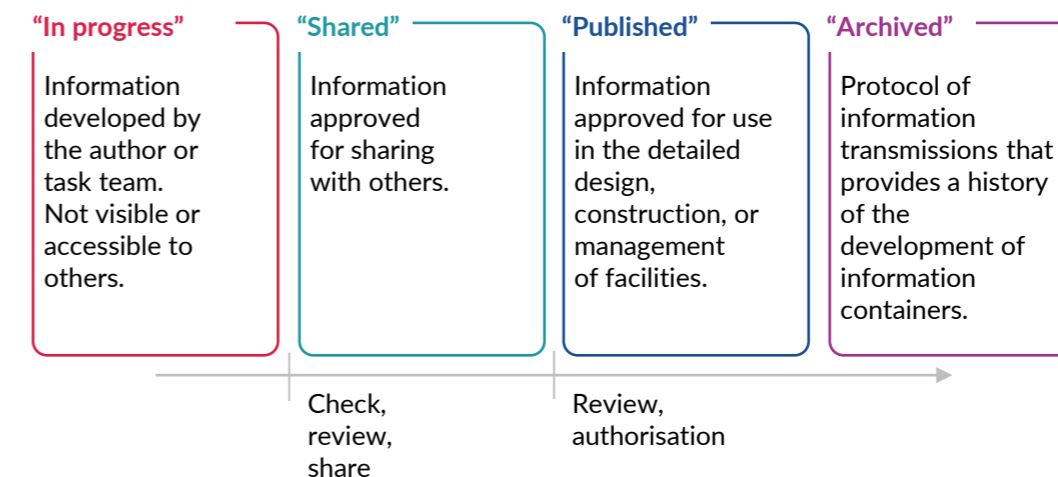 “In progress”
Information
developed by
the author or
task team.
Not visible or
accessible to
others.
“Shared”
Information
approved
for sharing
with others.
“Published”
Information
approved for use
in the detailed
design,
construction, or
management
of facilities.
“Archived”
Protocol of
information
transmissions that
provides a history
of the
development of
information
containers.
Check,
review,
share
Review,
authorisation